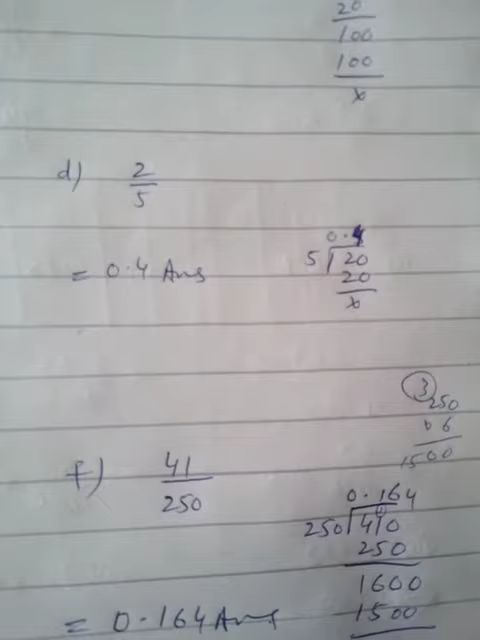 20
100
100
x
d) 2/5
0.4
5 20
= 0.4 Ans
20
x
3
250
06
1500
f) 41/250
0.164
250 410
250
1600
= 0.164 Ans
1500